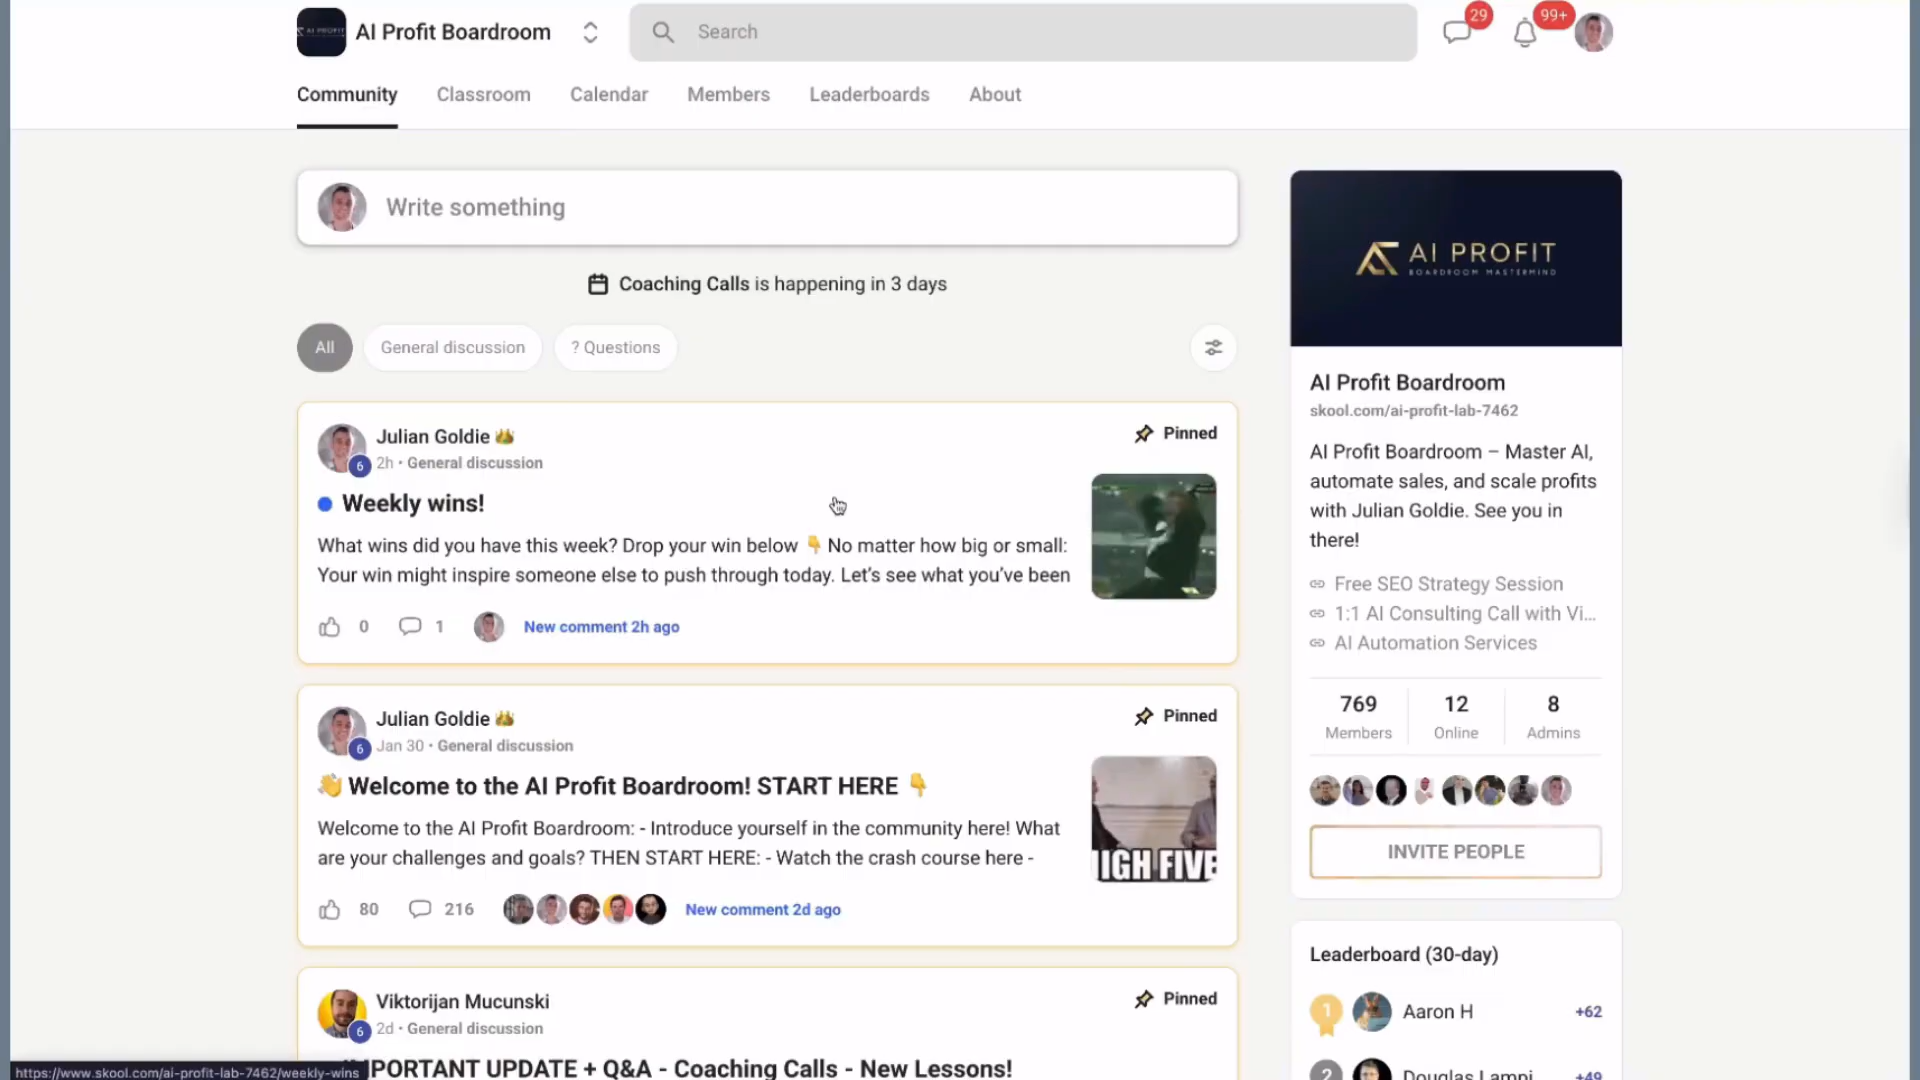 AI PROFIT
AI Profit Boardroom
Search
29
99+
Community
Classroom
Calendar
Members
Leaderboards
About
Write something
Coaching Calls is happening in 3 days
All
General discussion
? Questions
Julian Goldie
6
2h • General discussion
Pinned
Weekly wins!
What wins did you have this week? Drop your win below 👇 No matter how big or small:
Your win might inspire someone else to push through today. Let's see what you've been
0
1
New comment 2h ago
Julian Goldie
6
Jan 30 • General discussion
Pinned
👋 Welcome to the AI Profit Boardroom! START HERE 👇
Welcome to the AI Profit Boardroom: - Introduce yourself in the community here! What
are your challenges and goals? THEN START HERE: - Watch the crash course here -
IGH FIVE
80
216
New comment 2d ago
Viktorijan Mucunski
6
2d • General discussion
Pinned
MPORTANT UPDATE + Q&A - Coaching Calls - New Lessons!
https://www.skool.com/ai-profit-lab-7462/weekly-wins
AI PROFIT
BOARDROOM MASTERMIND
AI Profit Boardroom
skool.com/ai-profit-lab-7462
AI Profit Boardroom – Master AI,
automate sales, and scale profits
with Julian Goldie. See you in
there!
Free SEO Strategy Session
1:1 AI Consulting Call with Vi...
AI Automation Services
769
Members
12
Online
8
Admins
INVITE PEOPLE
Leaderboard (30-day)
1
Aaron H
+62
2
Douglas Lampi
+49